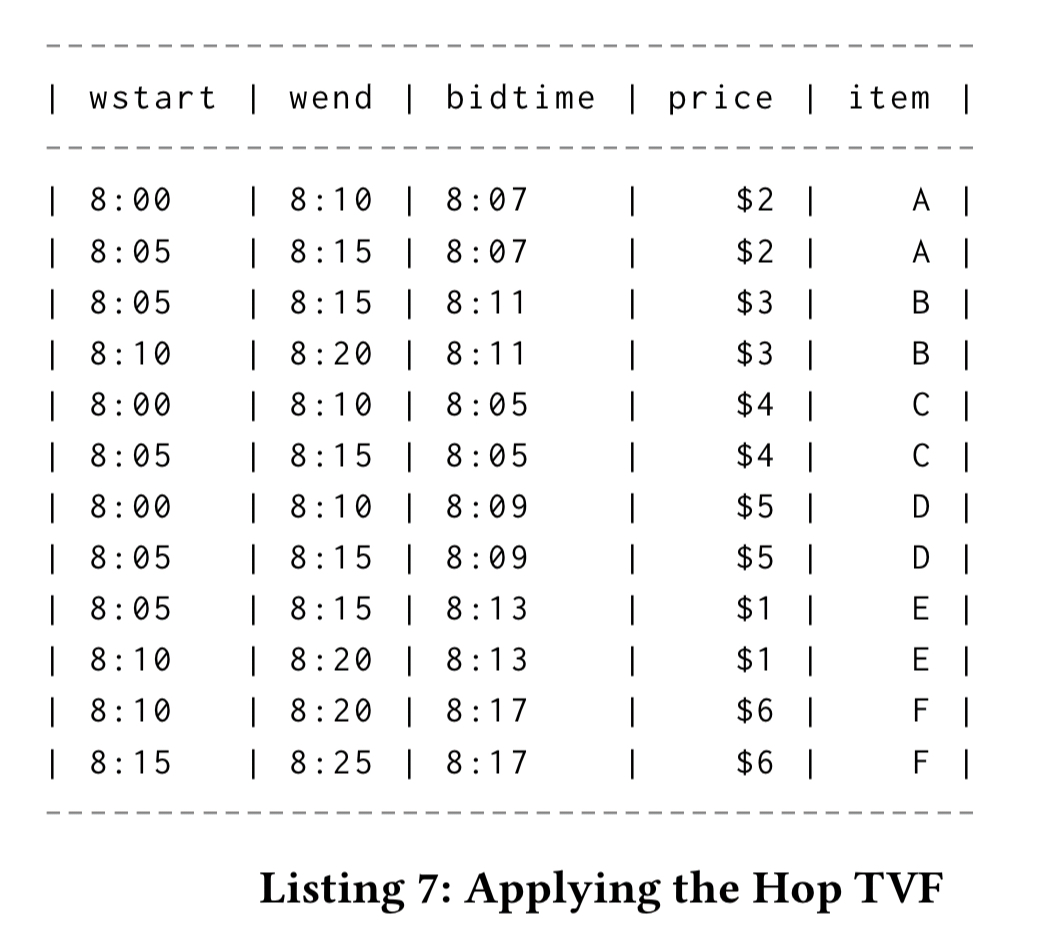 ------------------------------------------
| wstart | wend | bidtime | price | item |
------------------------------------------
| 8:00   | 8:10 | 8:07    |    $2 |    A |
| 8:05   | 8:15 | 8:07    |    $2 |    A |
| 8:05   | 8:15 | 8:11    |    $3 |    B |
| 8:10   | 8:20 | 8:11    |    $3 |    B |
| 8:00   | 8:10 | 8:05    |    $4 |    C |
| 8:05   | 8:15 | 8:05    |    $4 |    C |
| 8:00   | 8:10 | 8:09    |    $5 |    D |
| 8:05   | 8:15 | 8:09    |    $5 |    D |
| 8:05   | 8:15 | 8:13    |    $1 |    E |
| 8:10   | 8:20 | 8:13    |    $1 |    E |
| 8:10   | 8:20 | 8:17    |    $6 |    F |
| 8:15   | 8:25 | 8:17    |    $6 |    F |
------------------------------------------
Listing 7: Applying the Hop TVF